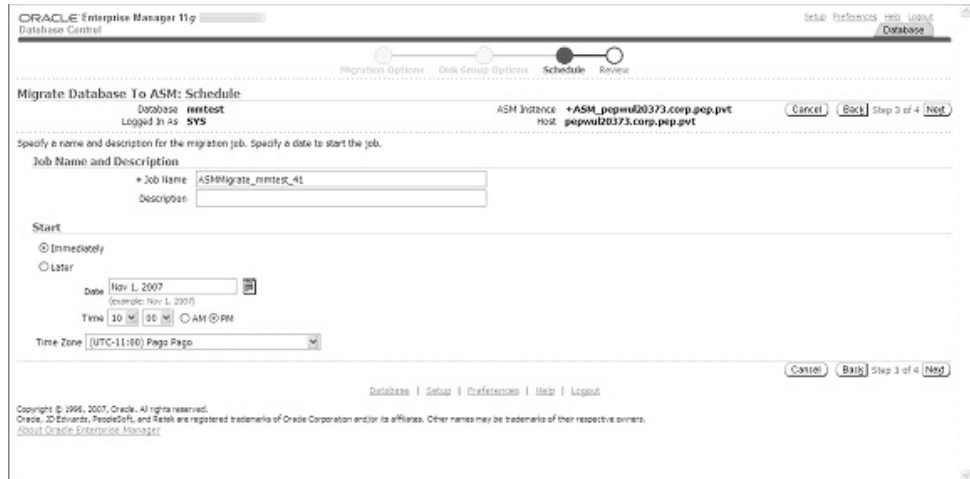 ORACLE Enterprise Manager 11g
Database Control
Setup Preferences Help Logout
Database
Migration Options Disk Group Options Schedule Review
Migrate Database To ASM: Schedule
Database mmtest
Logged In As SYS
ASM Instance +ASM_pepwul20373.corp.pep.pvt
Host pepwul20373.corp.pep.pvt
Cancel Back Step 3 of 4 Next
Specify a name and description for the migration job. Specify a date to start the job.
Job Name and Description
* Job Name ASMMigrate_mmtest_41
Description
Start
Immediately
Later
Date Nov 1, 2007
(example: Nov 1, 2007)
Time 10 00 AM PM
Time Zone (UTC-11:00) Pago Pago
Cancel Back Step 3 of 4 Next
Database | Setup | Preferences | Help | Logout
Copyright © 1996, 2007, Oracle. All rights reserved.
Oracle, JD Edwards, PeopleSoft, and Retek are registered trademarks of Oracle Corporation and/or its affiliates. Other names may be trademarks of their respective owners.
About Oracle Enterprise Manager